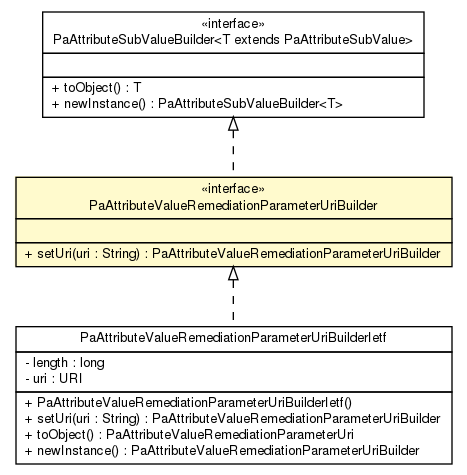 «interface»
PaAttributeSubValueBuilder<T extends PaAttributeSubValue>
+ toObject() : T
+ newInstance() : PaAttributeSubValueBuilder<T>
«interface»
PaAttributeValueRemediationParameterUriBuilder
+ setUri(uri : String) : PaAttributeValueRemediationParameterUriBuilder
PaAttributeValueRemediationParameterUriBuilderIetf
- length : long
- uri : URI
+ PaAttributeValueRemediationParameterUriBuilderIetf()
+ setUri(uri : String) : PaAttributeValueRemediationParameterUriBuilder
+ toObject() : PaAttributeValueRemediationParameterUri
+ newInstance() : PaAttributeValueRemediationParameterUriBuilder